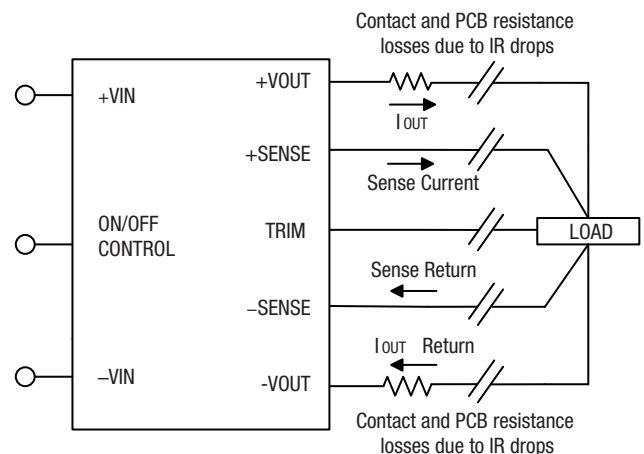 Contact and PCB resistance
losses due to IR drops
+VOUT
+VIN
IOUT
+SENSE
Sense Current
ON/OFF
CONTROL
TRIM
LOAD
Sense Return
−SENSE
IOUT Return
−VIN
-VOUT
Contact and PCB resistance
losses due to IR drops